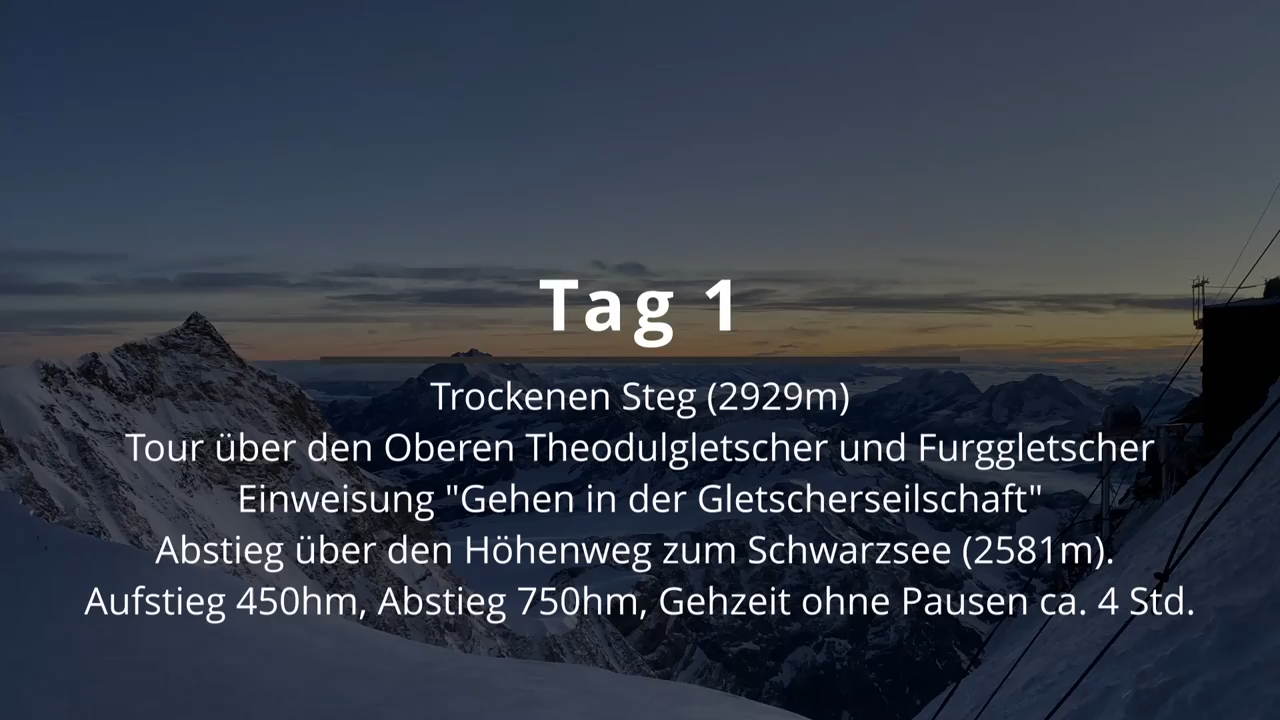 Tag 1
Trockenen Steg (2929m)
Tour über den Oberen Theodulgletscher und Furggletscher
Einweisung "Gehen in der Gletscherseilschaft"
Abstieg über den Höhenweg zum Schwarzsee (2581m).
Aufstieg 450hm, Abstieg 750hm, Gehzeit ohne Pausen ca. 4 Std.